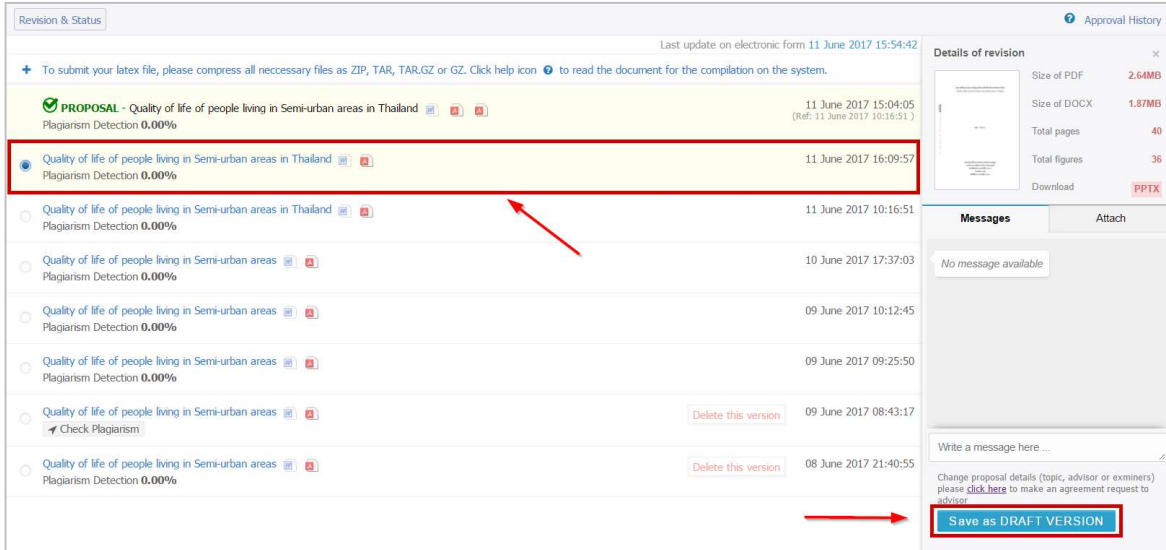 Revision & Status
Approval History
Last update on electronic form 11 June 2017 15:54:42
+ To submit your latex file, please compress all neccessary files as ZIP, TAR, TAR.GZ or GZ. Click help icon ? to read the document for the compilation on the system.
PROPOSAL - Quality of life of people living in Semi-urban areas in Thailand
11 June 2017 15:04:05
Plagiarism Detection 0.00%
(Ref: 11 June 2017 10:16:51 )
Quality of life of people living in Semi-urban areas in Thailand
11 June 2017 16:09:57
Plagiarism Detection 0.00%
Quality of life of people living in Semi-urban areas in Thailand
11 June 2017 10:16:51
Plagiarism Detection 0.00%
Quality of life of people living in Semi-urban areas
10 June 2017 17:37:03
Plagiarism Detection 0.00%
Quality of life of people living in Semi-urban areas
09 June 2017 10:12:45
Plagiarism Detection 0.00%
Quality of life of people living in Semi-urban areas
09 June 2017 09:25:50
Plagiarism Detection 0.00%
Quality of life of people living in Semi-urban areas
Delete this version
09 June 2017 08:43:17
Check Plagiarism
Quality of life of people living in Semi-urban areas
Delete this version
08 June 2017 21:40:55
Plagiarism Detection 0.00%
Details of revision ×
Size of PDF 2.64MB
Size of DOCX 1.87MB
Total pages 40
Total figures 36
Download PPTX
Messages
Attach
No message available
Write a message here ...
Change proposal details (topic, advisor or exminers)
please click here to make an agreement request to
advisor
Save as DRAFT VERSION